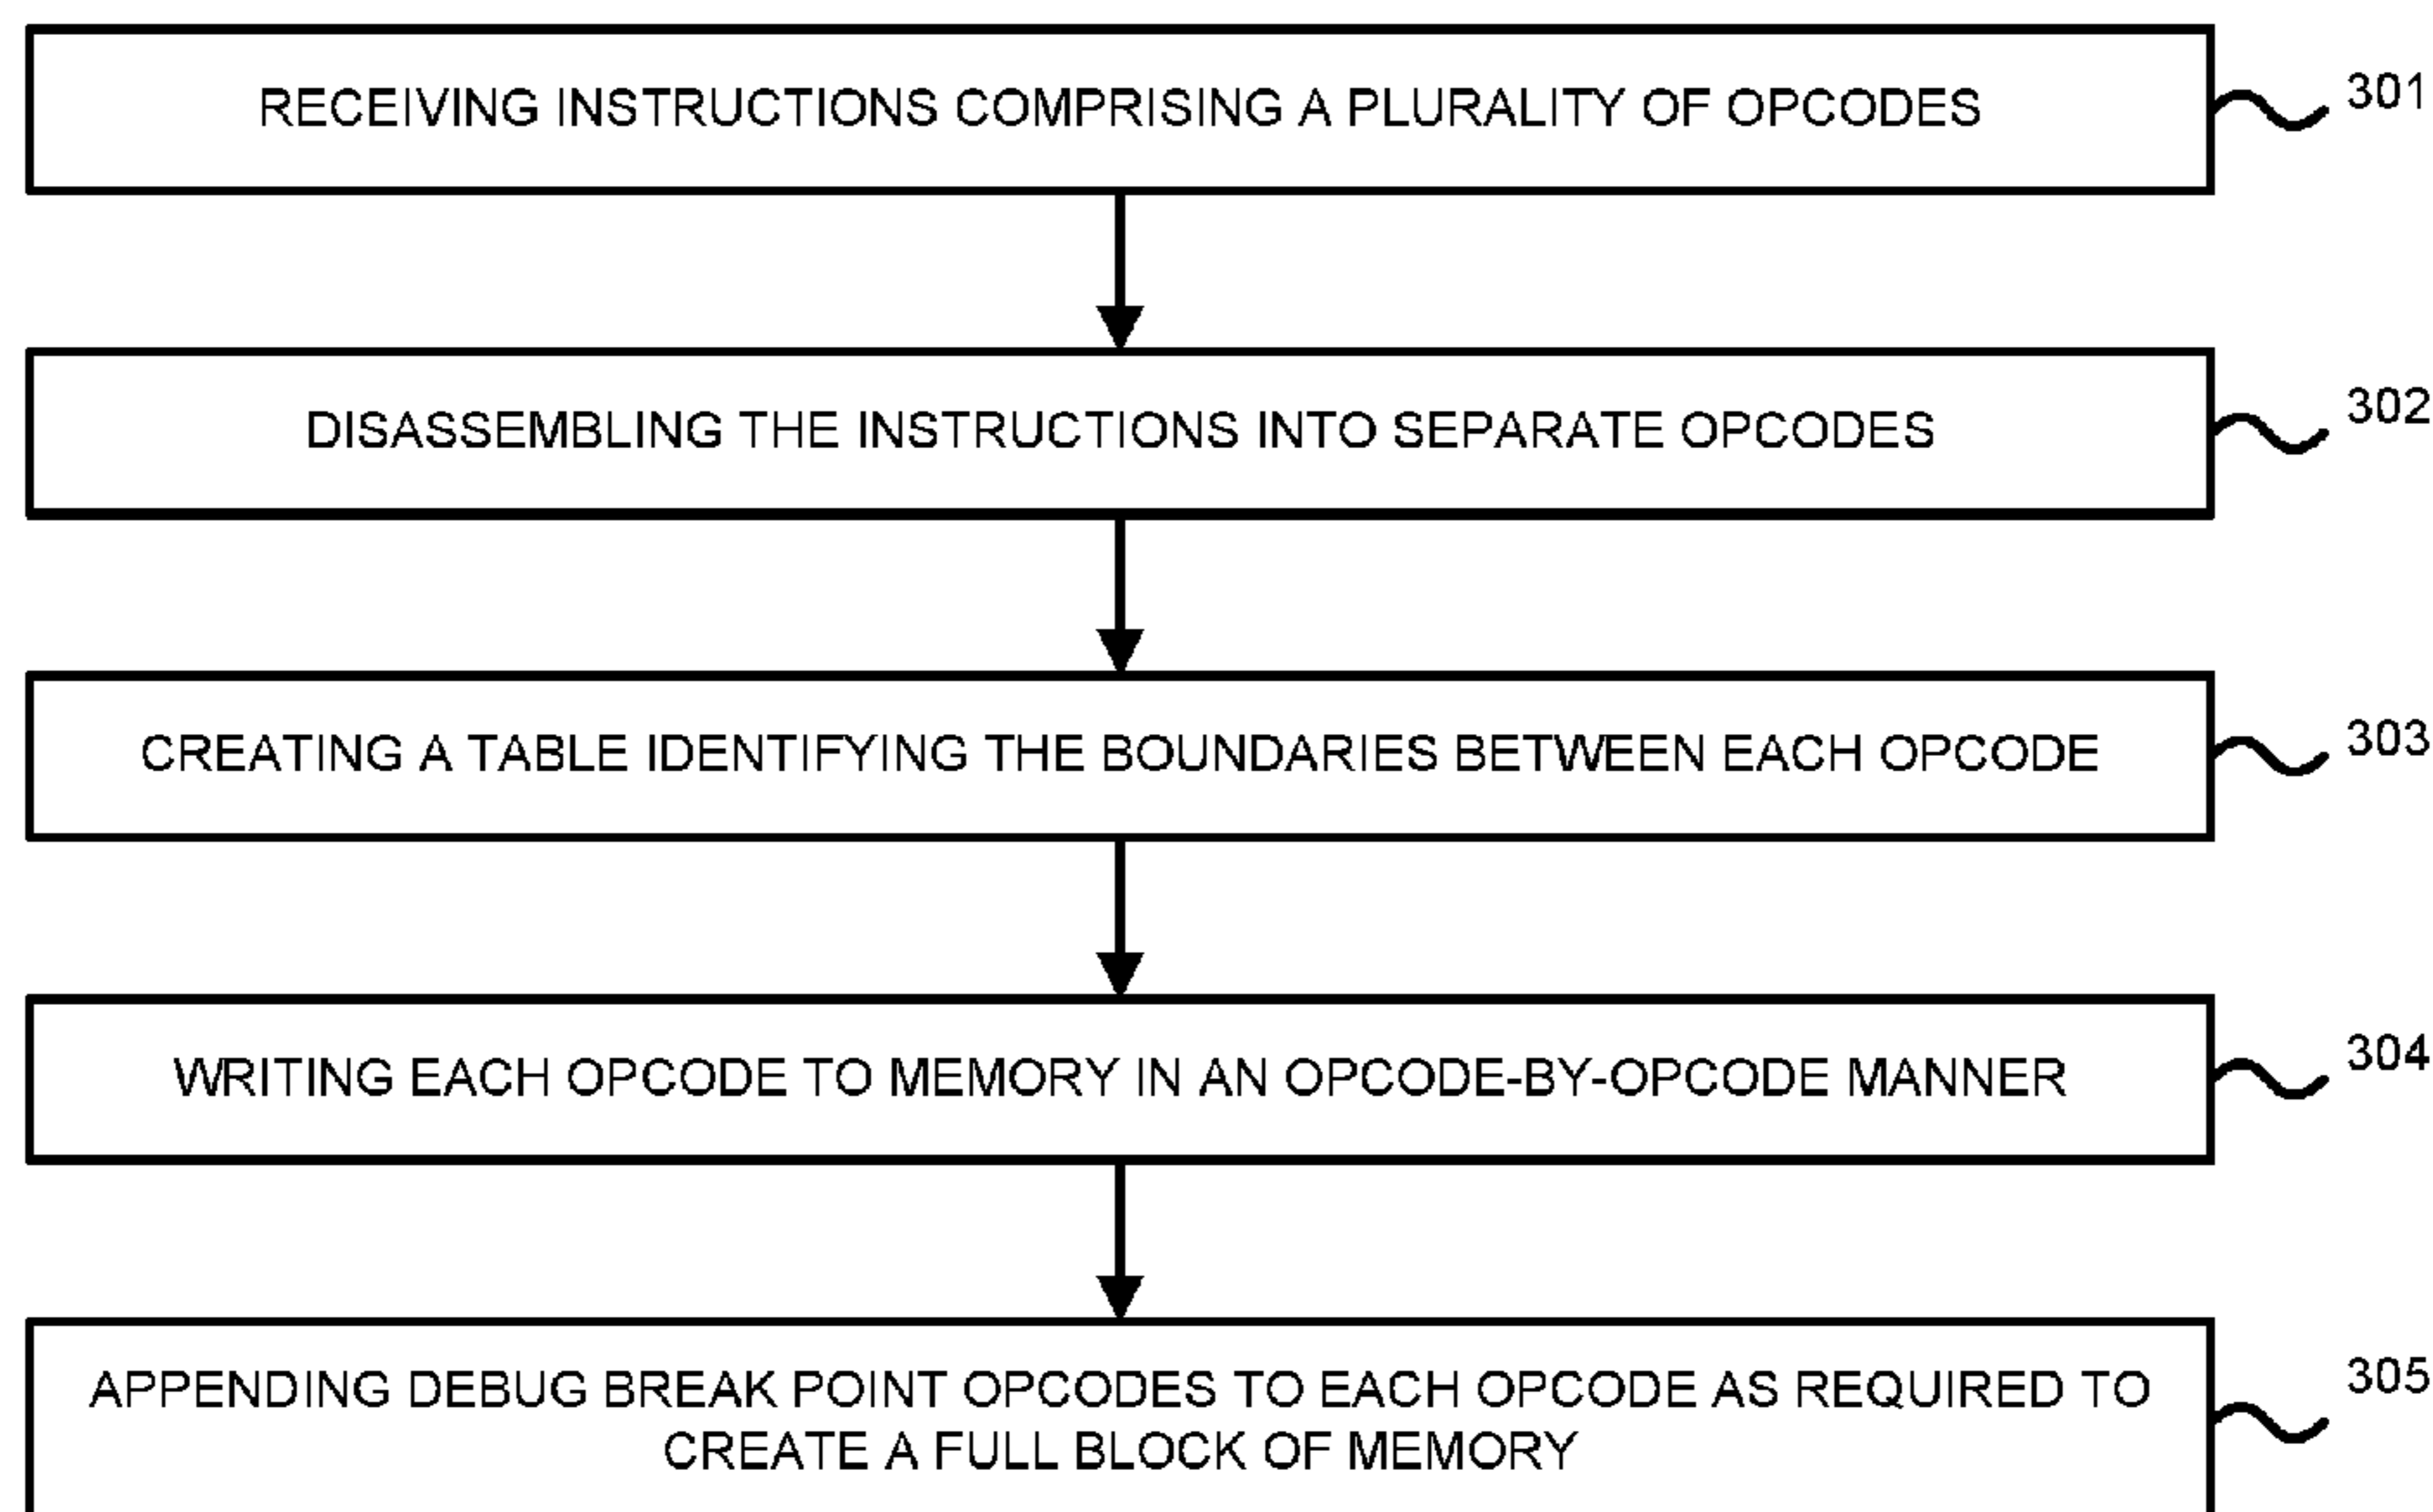 RECEIVING INSTRUCTIONS COMPRISING A PLURALITY OF OPCODES
301
DISASSEMBLING THE INSTRUCTIONS INTO SEPARATE OPCODES
302
CREATING A TABLE IDENTIFYING THE BOUNDARIES BETWEEN EACH OPCODE
303
WRITING EACH OPCODE TO MEMORY IN AN OPCODE-BY-OPCODE MANNER
304
APPENDING DEBUG BREAK POINT OPCODES TO EACH OPCODE AS REQUIRED TO
CREATE A FULL BLOCK OF MEMORY
305